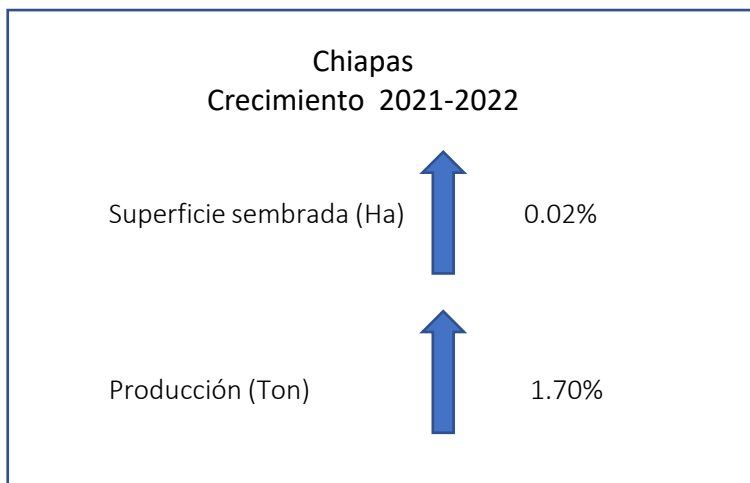 Chiapas
Crecimiento 2021-2022
Superficie sembrada (Ha) 0.02%
Producción (Ton) 1.70%